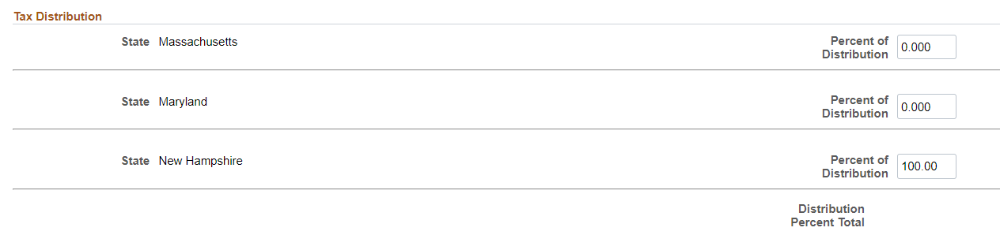 Tax Distribution
State Massachusetts
Percent of
Distribution 0.000
State Maryland
Percent of
Distribution 0.000
State New Hampshire
Percent of
Distribution 100.00
Distribution
Percent Total